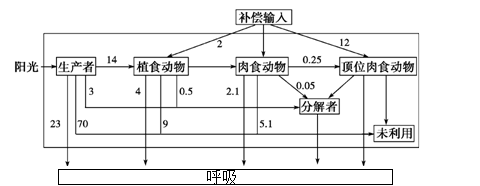 补偿输入
2 12
阳光 生产者 14 植食动物 肉食动物 0.25 顶位肉食动物
3 4 0.5 2.1 0.05
分解者
23 70 9 5.1 未利用
呼吸